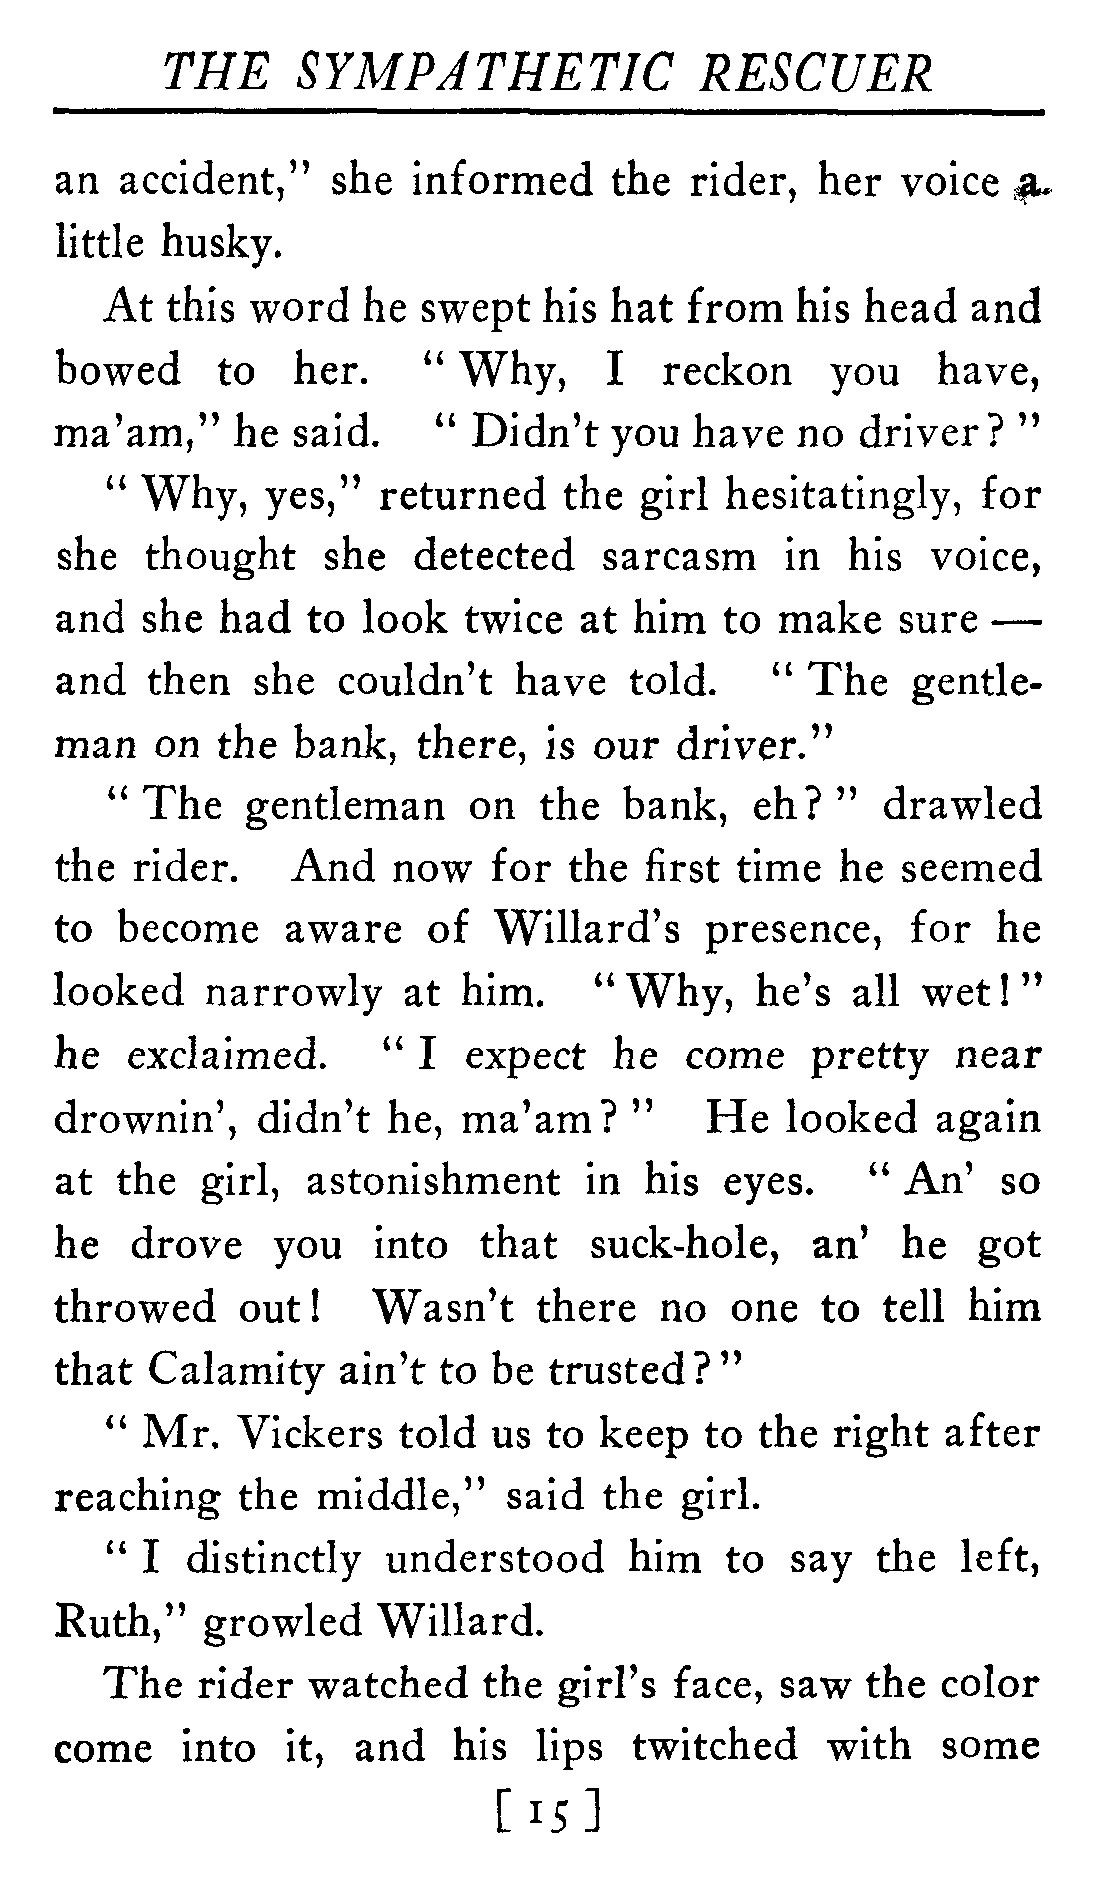 THE SYMPATHETIC RESCUER
an accident,” she informed the rider, her voice a
little husky.
At this word he swept his hat from his head and
bowed to her. “ Why, I reckon you have,
ma’am,” he said. “ Didn’t you have no driver? ”
“ Why, yes,” returned the girl hesitatingly, for
she thought she detected sarcasm in his voice,
and she had to look twice at him to make sure —
and then she couldn’t have told. “ The gentle-
man on the bank, there, is our driver.”
“ The gentleman on the bank, eh? ” drawled
the rider. And now for the first time he seemed
to become aware of Willard’s presence, for he
looked narrowly at him. “ Why, he’s all wet! ”
he exclaimed. “ I expect he come pretty near
drownin’, didn’t he, ma’am? ” He looked again
at the girl, astonishment in his eyes. “ An’ so
he drove you into that suck-hole, an’ he got
throwed out! Wasn’t there no one to tell him
that Calamity ain’t to be trusted? ”
“ Mr. Vickers told us to keep to the right after
reaching the middle,” said the girl.
“ I distinctly understood him to say the left,
Ruth,” growled Willard.
The rider watched the girl’s face, saw the color
come into it, and his lips twitched with some
[ 15 ]